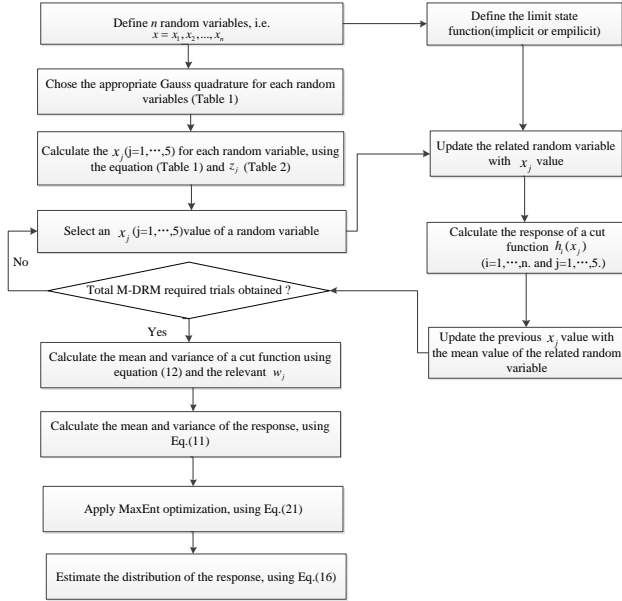 Define n random variables, i.e.
x = x₁, x₂, ..., xₙ
Define the limit state
function(implicit or empilicit)
Chose the appropriate Gauss quadrature for each random
variables (Table 1)
Calculate the xⱼ(j=1,⋯,5) for each random variable, using
the equation (Table 1) and zⱼ (Table 2)
Update the related random variable
with xⱼ value
Select an xⱼ (j=1,⋯,5)value of a random variable
Calculate the response of a cut
function hᵢ(xⱼ)
(i=1,⋯,n. and j=1,⋯,5.)
No
Total M-DRM required trials obtained ?
Yes
Update the previous xⱼ value with
the mean value of the related random
variable
Calculate the mean and variance of a cut function using
equation (12) and the relevant wⱼ
Calculate the mean and variance of the response, using
Eq.(11)
Apply MaxEnt optimization, using Eq.(21)
Estimate the distribution of the response, using Eq.(16)